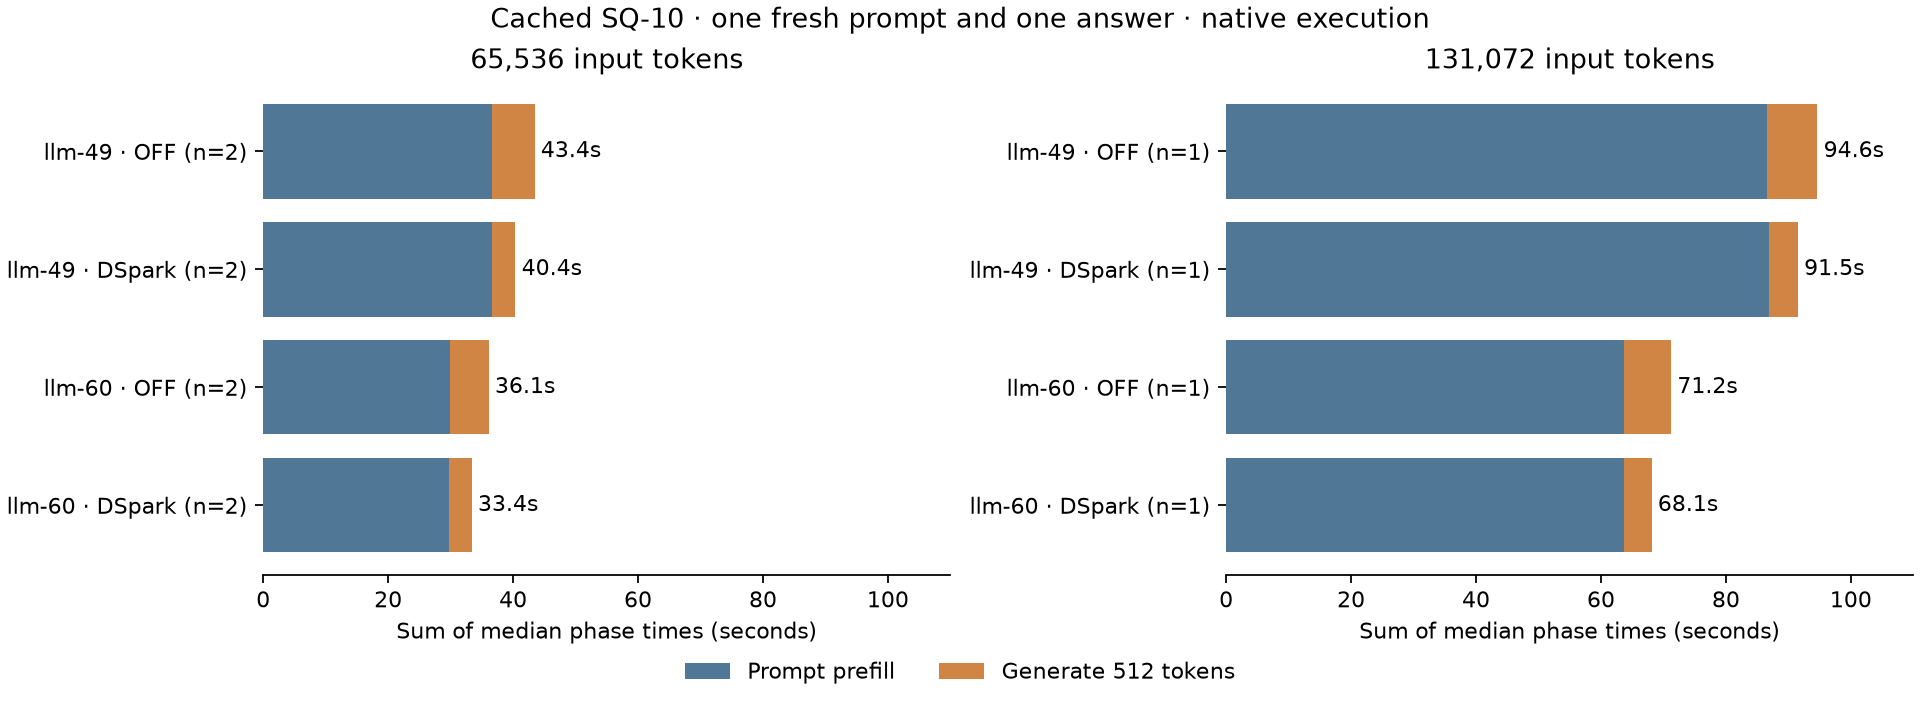 Cached SQ-10 · one fresh prompt and one answer · native execution
65,536 input tokens
llm-49 · OFF (n=2)
43.4s
llm-49 · DSpark (n=2)
40.4s
llm-60 · OFF (n=2)
36.1s
llm-60 · DSpark (n=2)
33.4s
0 20 40 60 80 100
Sum of median phase times (seconds)
131,072 input tokens
llm-49 · OFF (n=1)
94.6s
llm-49 · DSpark (n=1)
91.5s
llm-60 · OFF (n=1)
71.2s
llm-60 · DSpark (n=1)
68.1s
0 20 40 60 80 100
Sum of median phase times (seconds)
Prompt prefill
Generate 512 tokens